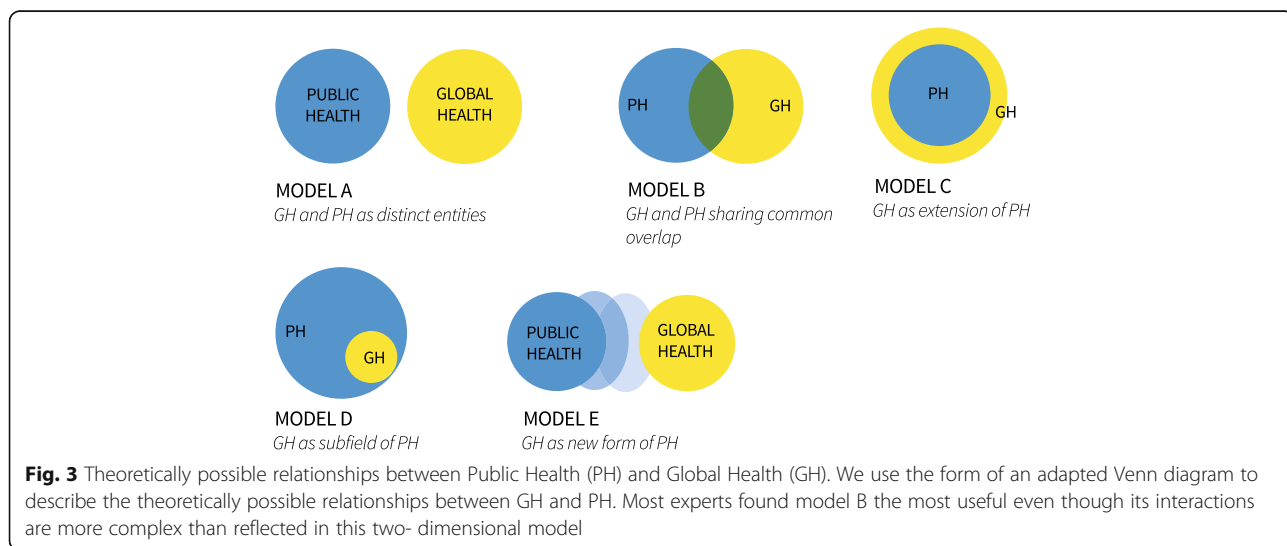 PUBLIC
HEALTH
GLOBAL
HEALTH
MODEL A
GH and PH as distinct entities
PH
GH
MODEL B
GH and PH sharing common
overlap
PH
GH
MODEL C
GH as extension of PH
PH
GH
MODEL D
GH as subfield of PH
PUBLIC
HEALTH
GLOBAL
HEALTH
MODEL E
GH as new form of PH
Fig. 3 Theoretically possible relationships between Public Health (PH) and Global Health (GH). We use the form of an adapted Venn diagram to
describe the theoretically possible relationships between GH and PH. Most experts found model B the most useful even though its interactions
are more complex than reflected in this two- dimensional model